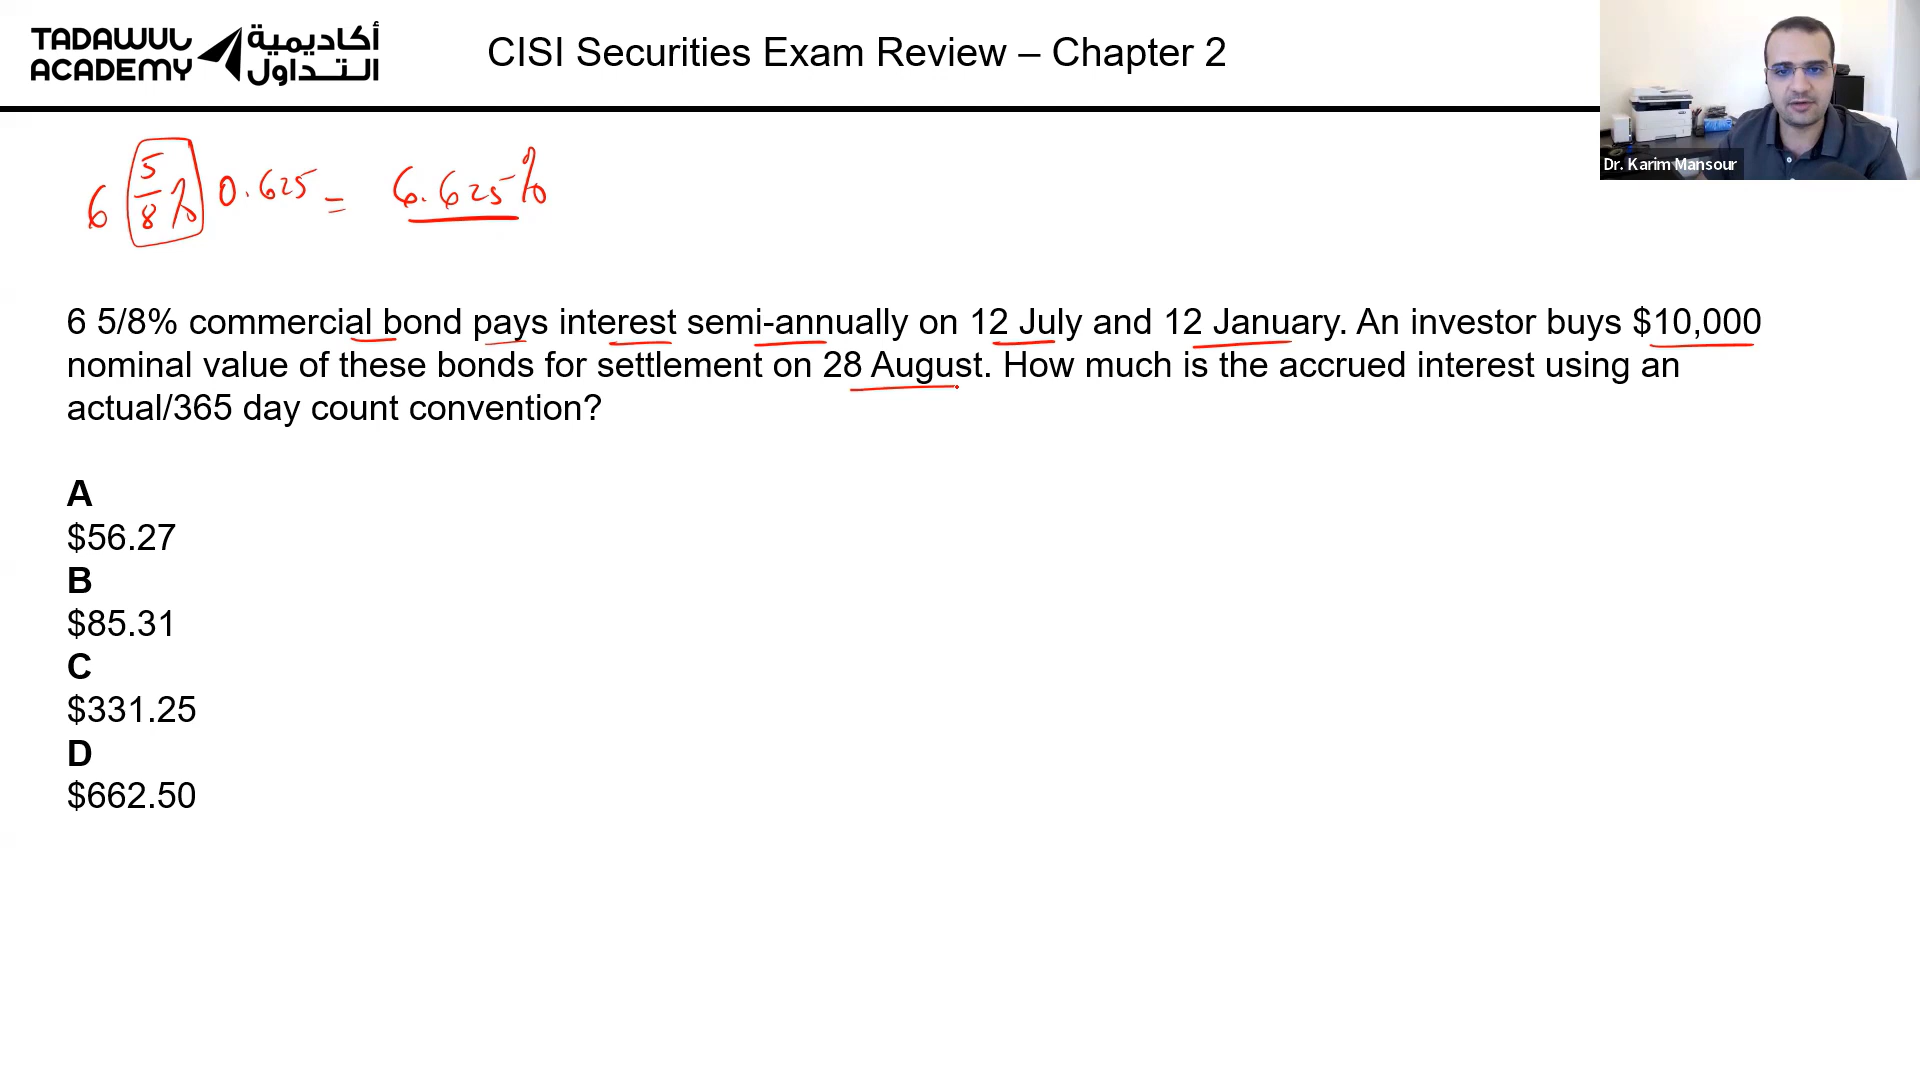 TADAWUL أكاديمية
ACADEMY التداول
CISI Securities Exam Review – Chapter 2
Dr. Karim Mansour
6 5/8% 0.625 = 6.625%
6 5/8% commercial bond pays interest semi-annually on 12 July and 12 January. An investor buys $10,000
nominal value of these bonds for settlement on 28 August. How much is the accrued interest using an
actual/365 day count convention?
A
$56.27
B
$85.31
C
$331.25
D
$662.50